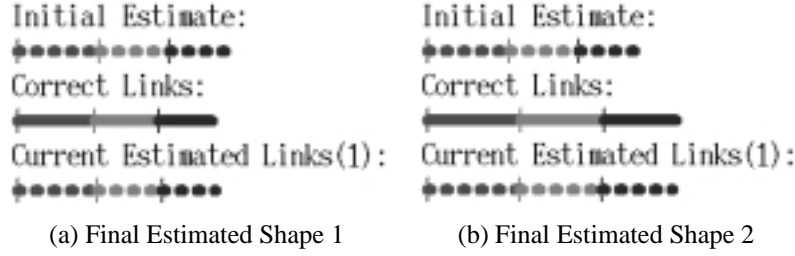 Initial Estimate:
Correct Links:
Current Estimated Links(1):
(a) Final Estimated Shape 1
Initial Estimate:
Correct Links:
Current Estimated Links(1):
(b) Final Estimated Shape 2